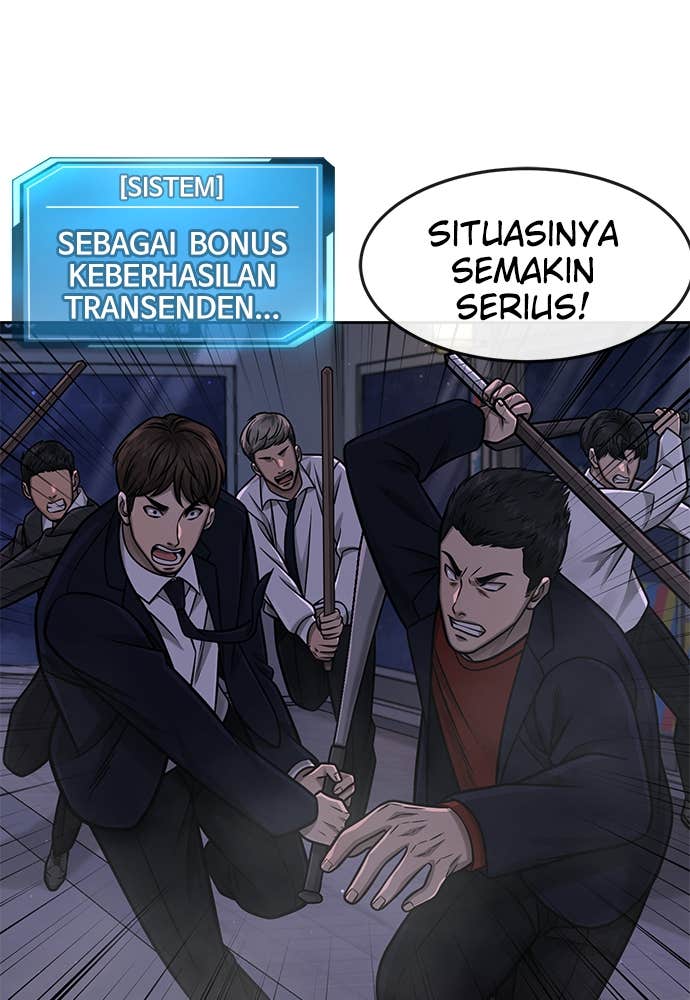 [SISTEM]
SEBAGAI BONUS
KEBERHASILAN
TRANSENDEN...
SITUASINYA
SEMAKIN
SERIUS!